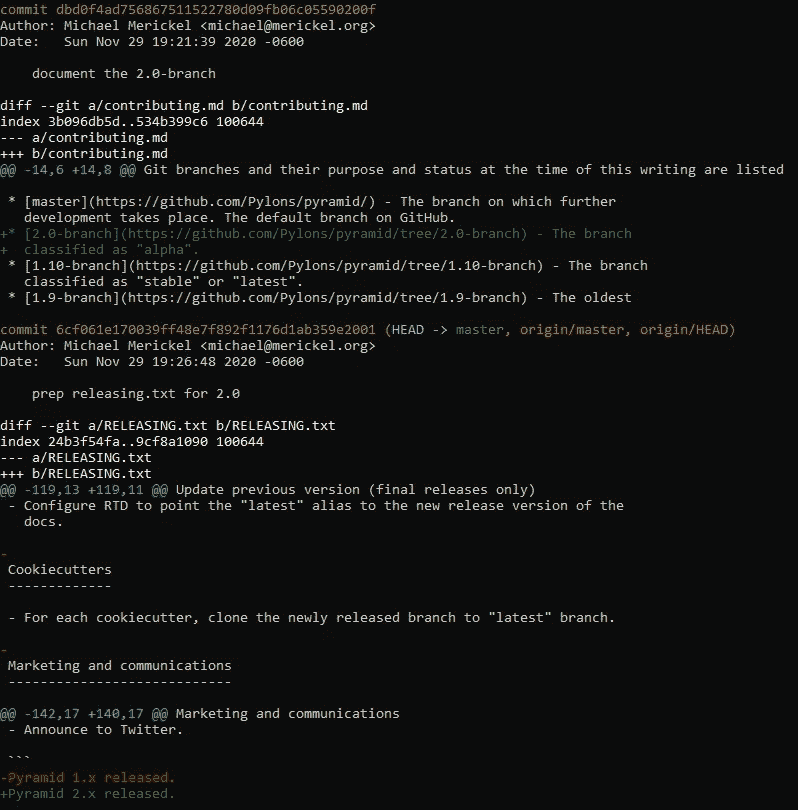 commit dbd0f4ad756867511522780d09fb06c05590200f
Author: Michael Merickel <michael@merickel.org>
Date:   Sun Nov 29 19:21:39 2020 -0600

    document the 2.0-branch

diff --git a/contributing.md b/contributing.md
index 3b096db5d..534b399c6 100644
--- a/contributing.md
+++ b/contributing.md
@@ -14,6 +14,8 @@ Git branches and their purpose and status at the time of this writing are listed

 * [master](https://github.com/Pylons/pyramid/) - The branch on which further
   development takes place. The default branch on GitHub.
+* [2.0-branch](https://github.com/Pylons/pyramid/tree/2.0-branch) - The branch
+  classified as "alpha".
 * [1.10-branch](https://github.com/Pylons/pyramid/tree/1.10-branch) - The branch
   classified as "stable" or "latest".
 * [1.9-branch](https://github.com/Pylons/pyramid/tree/1.9-branch) - The oldest

commit 6cf061e170039ff48e7f892f1176d1ab359e2001 (HEAD -> master, origin/master, origin/HEAD)
Author: Michael Merickel <michael@merickel.org>
Date:   Sun Nov 29 19:26:48 2020 -0600

    prep releasing.txt for 2.0

diff --git a/RELEASING.txt b/RELEASING.txt
index 24b3f54fa..9cf8a1090 100644
--- a/RELEASING.txt
+++ b/RELEASING.txt
@@ -119,13 +119,11 @@ Update previous version (final releases only)
 - Configure RTD to point the "latest" alias to the new release version of the
   docs.

-
 Cookiecutters
 -------------

 - For each cookiecutter, clone the newly released branch to "latest" branch.

-
 Marketing and communications
 ----------------------------

@@ -142,17 +140,17 @@ Marketing and communications
 - Announce to Twitter.

 ```
-Pyramid 1.x released.
+Pyramid 2.x released.